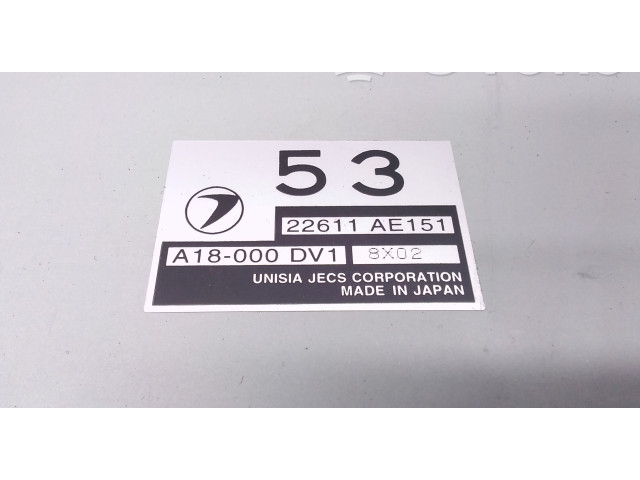 53
22611 AE151
A18-000 DV1 8X02
UNISIA JECS CORPORATION
MADE IN JAPAN